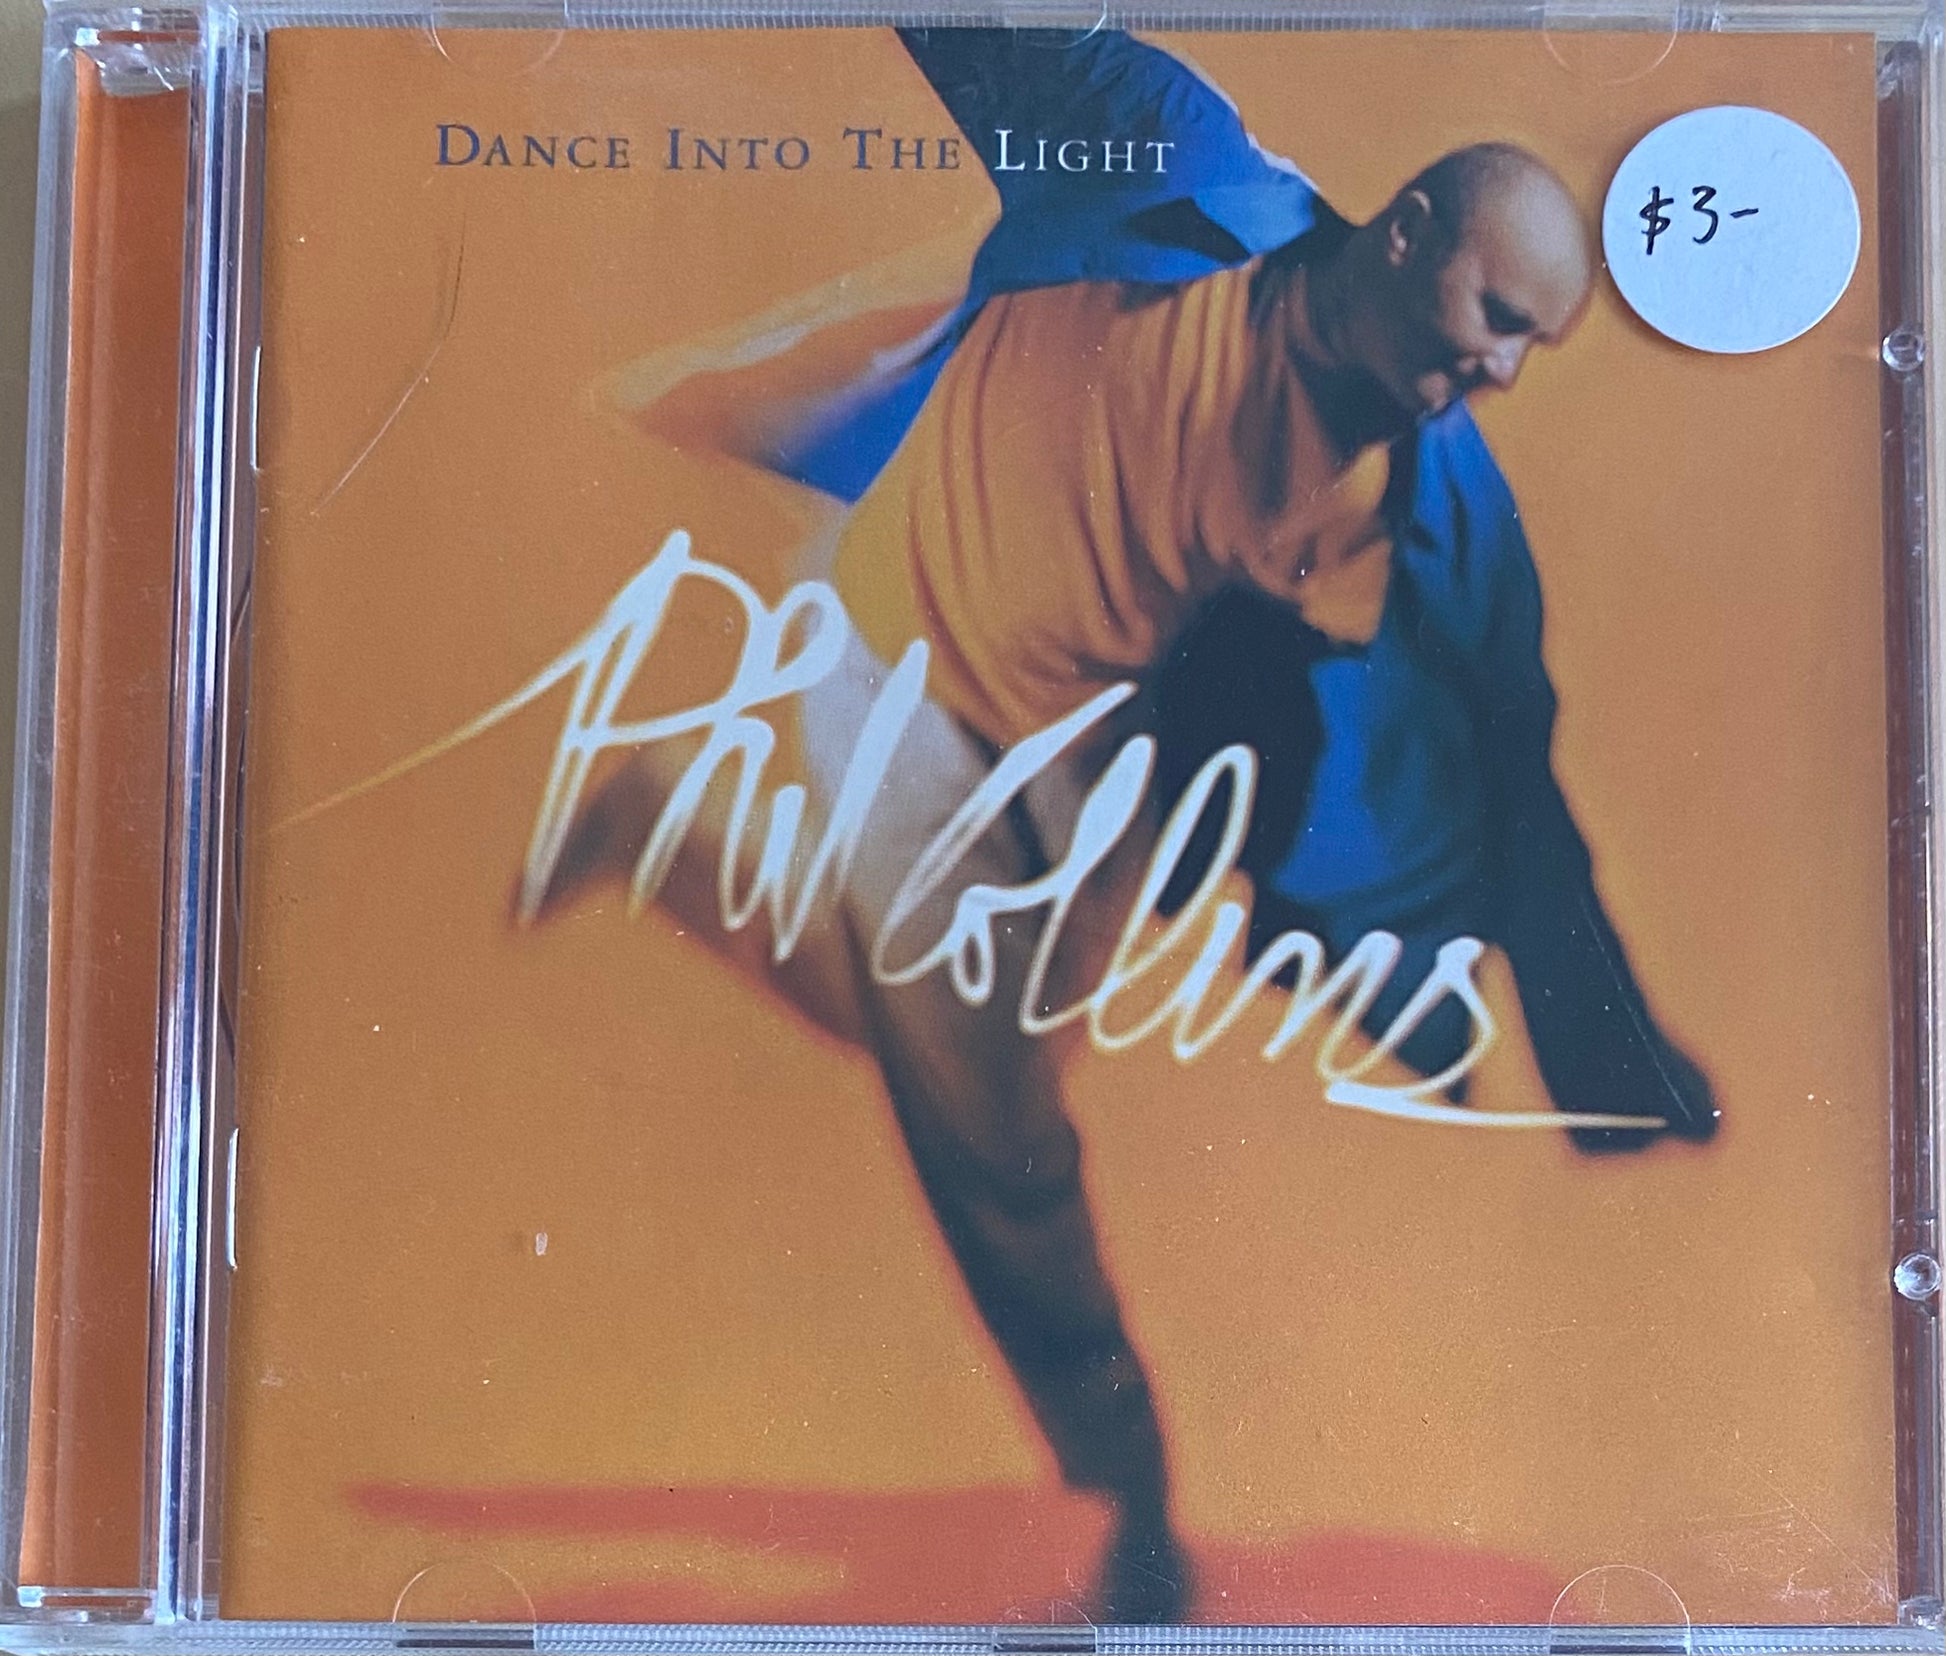 DANCE INTO THE LIGHT
$3-
Phil Collins